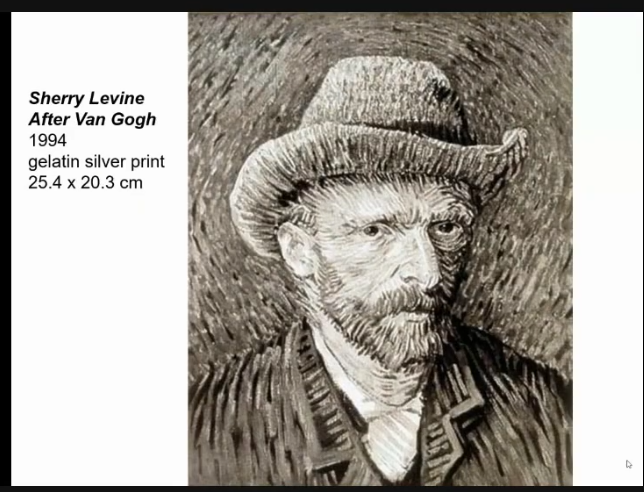 Sherry Levine
After Van Gogh
1994
gelatin silver print
25.4 x 20.3 cm